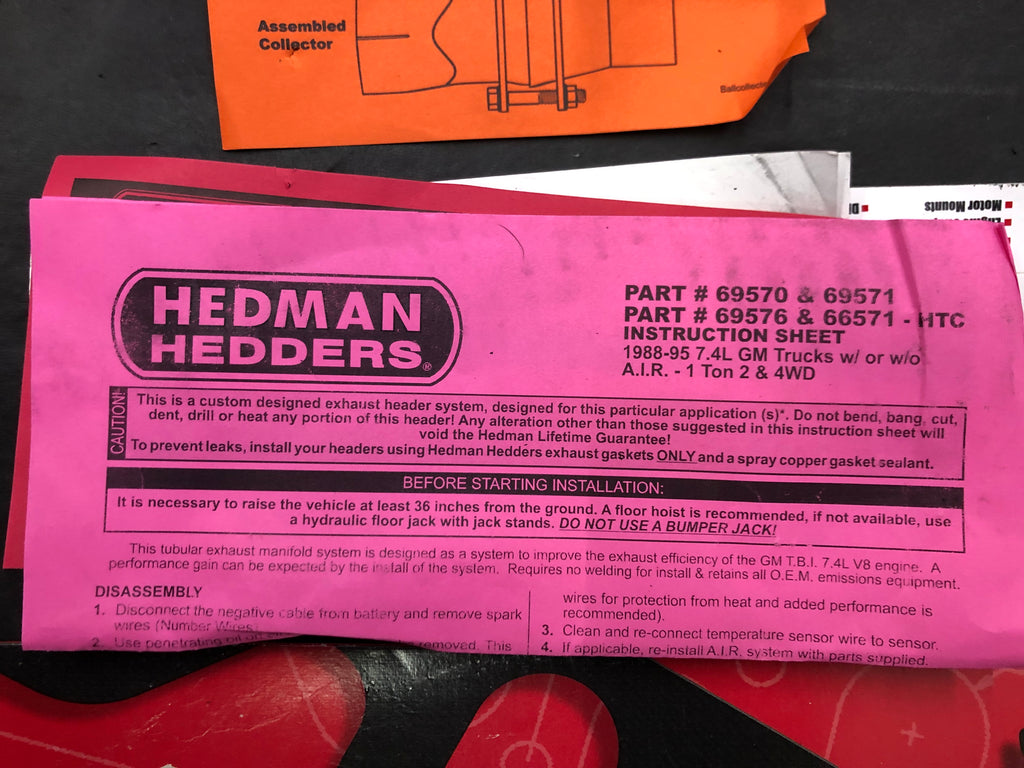 Assembled
Collector
Motor Mounts
HEDMAN
HEDDERS®
PART # 69570 & 69571
PART # 69576 & 66571 - HTC
INSTRUCTION SHEET
1988-95 7.4L GM Trucks w/ or w/o
A.I.R. - 1 Ton 2 & 4WD
CAUTION!
This is a custom designed exhaust header system, designed for this particular application (s)*. Do not bend, bang, cut,
dent, drill or heat any portion of this header! Any alteration other than those suggested in this instruction sheet will
void the Hedman Lifetime Guarantee!
To prevent leaks, install your headers using Hedman Hedders exhaust gaskets ONLY and a spray copper gasket sealant.
BEFORE STARTING INSTALLATION:
It is necessary to raise the vehicle at least 36 inches from the ground. A floor hoist is recommended, if not available, use
a hydraulic floor jack with jack stands. DO NOT USE A BUMPER JACK!
This tubular exhaust manifold system is designed as a system to improve the exhaust efficiency of the GM T.B.I. 7.4L V8 engine. A
performance gain can be expected by the install of the system. Requires no welding for install & retains all O.E.M. emissions equipment.
DISASSEMBLY
1. Disconnect the negative cable from battery and remove spark
wires (Number Wires)
2. Use penetrating oil removed. This
wires for protection from heat and added performance is
recommended).
3. Clean and re-connect temperature sensor wire to sensor.
4. If applicable, re-install A.I.R. system with parts supplied.